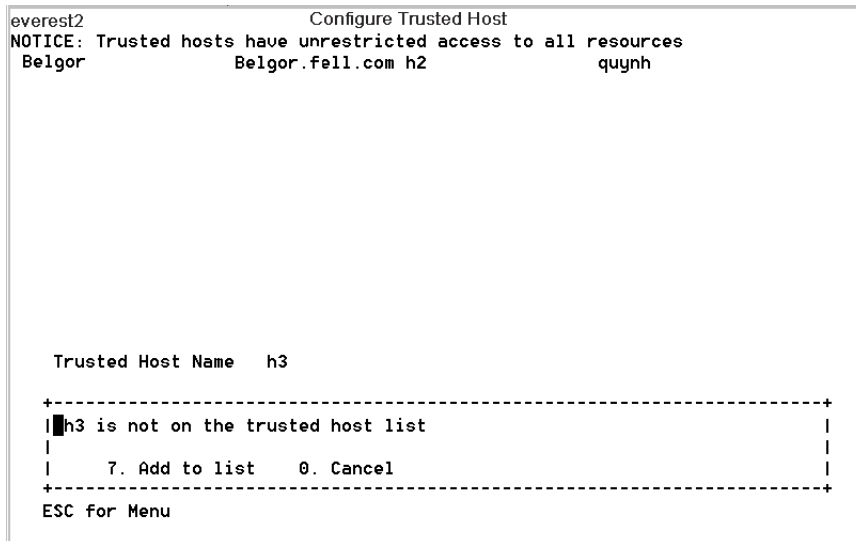 everest2 Configure Trusted Host
NOTICE: Trusted hosts have unrestricted access to all resources
Belgor Belgor.fell.com h2 quynh
Trusted Host Name h3
h3 is not on the trusted host list
7. Add to list 0. Cancel
ESC for Menu